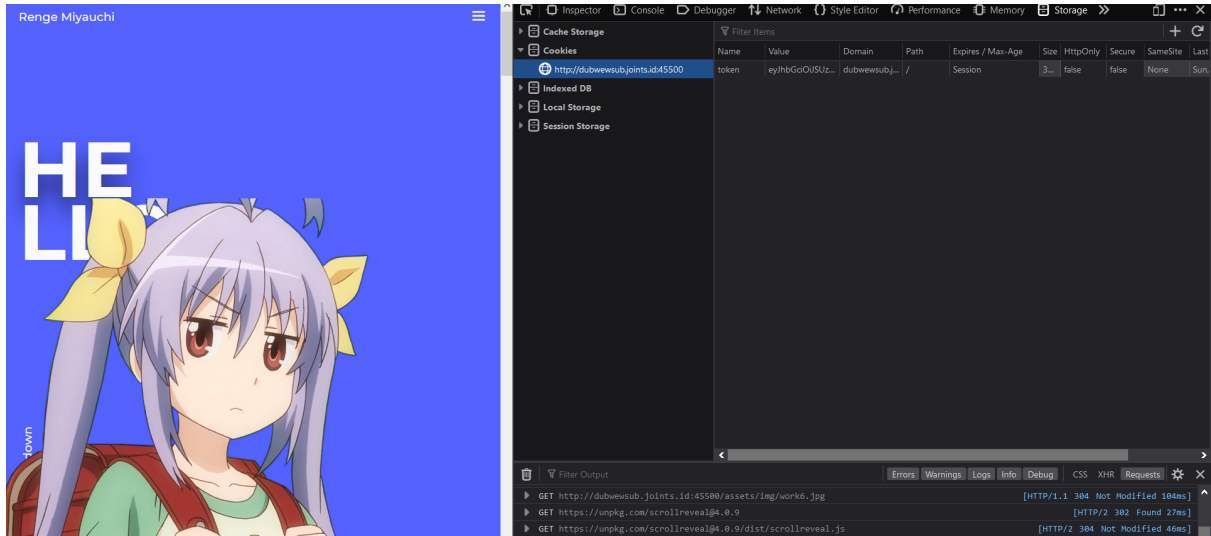 Renge Miyauchi
HE
LL
down
Inspector Console Debugger Network Style Editor Performance Memory Storage
Cache Storage
Cookies
http://dubwewsub.joints.id:45500
Indexed DB
Local Storage
Session Storage
Filter Items
Name Value Domain Path Expires / Max-Age Size HttpOnly Secure SameSite Last
token eyJhbGciOiJSUz... dubwewsub.j... / Session 3... false false None Sun,
Filter Output
Errors Warnings Logs Info Debug CSS XHR Requests
GET http://dubwewsub.joints.id:45500/assets/img/work6.jpg [HTTP/1.1 304 Not Modified 104ms]
GET https://unpkg.com/scrollreveal@4.0.9 [HTTP/2 302 Found 27ms]
GET https://unpkg.com/scrollreveal@4.0.9/dist/scrollreveal.js [HTTP/2 304 Not Modified 46ms]